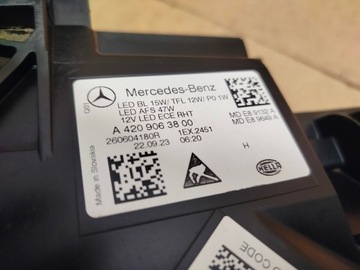 Mercedes-Benz
LED BL 15W/ TFL 12W/ P0 1W
LED AFS 47W
12V LED ECE RHT
A 420 906 38 00
260604180R 1EX.2451
22.09.23 06:20
001
Made in Slovakia
MD E8 9132 A
MD E8 9649 A
H
HELLA
CODE